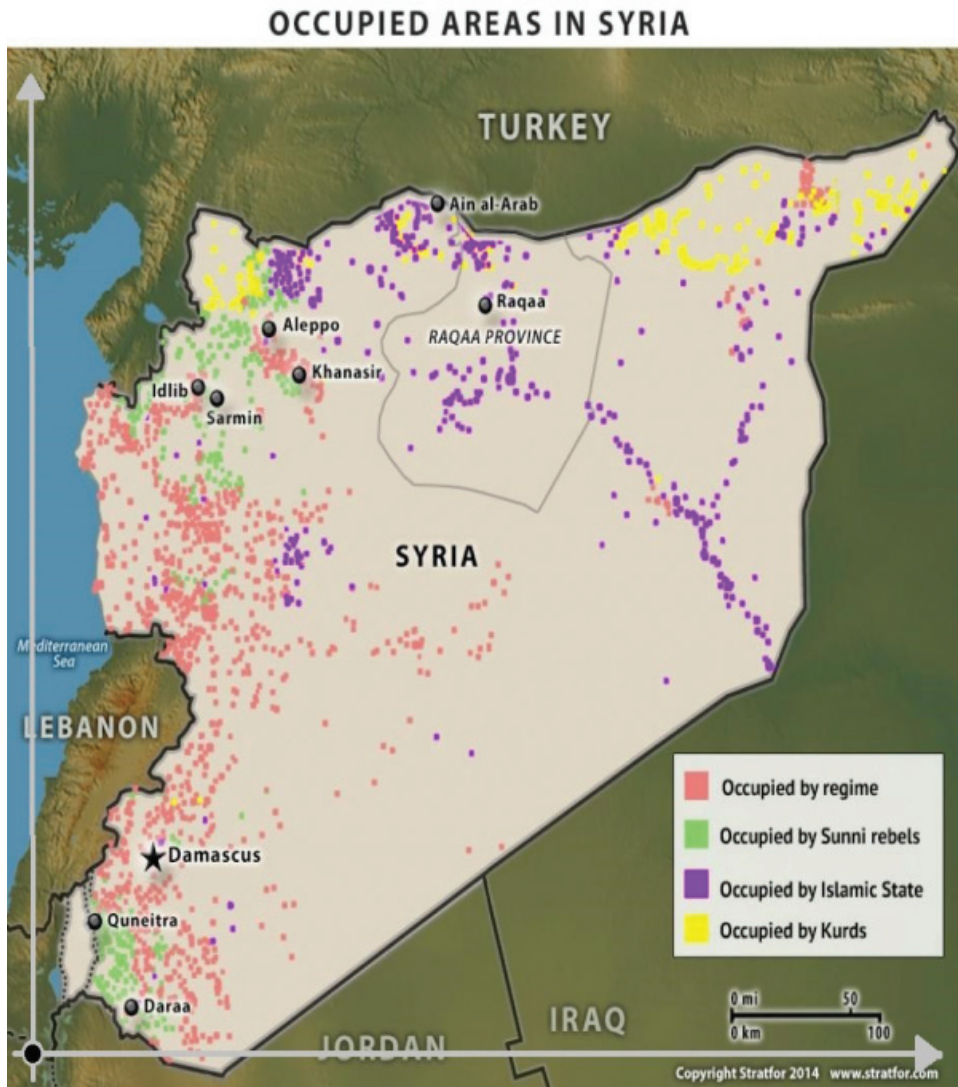 OCCUPIED AREAS IN SYRIA
TURKEY
Ain al-Arab
Raqaa
RAQAA PROVINCE
Aleppo
Khanasir
Idlib
Sarmin
SYRIA
Mediterranean
Sea
LEBANON
Damascus
Quneitra
Daraa
Occupied by regime
Occupied by Sunni rebels
Occupied by Islamic State
Occupied by Kurds
0 mi 50
0 km 100
IRAQ
JORDAN
Copyright Stratfor 2014 www.stratfor.com